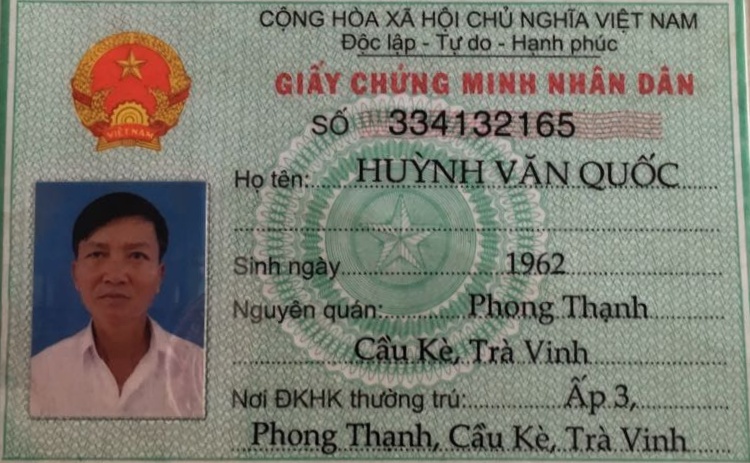 CỘNG HÒA XÃ HỘI CHỦ NGHĨA VIỆT NAM
Độc lập - Tự do - Hạnh phúc
GIẤY CHỨNG MINH NHÂN DÂN
SỐ 334132165
Họ tên: HUỲNH VĂN QUỐC
Sinh ngày 1962
Nguyên quán: Phong Thạnh
Cầu Kè, Trà Vinh
Nơi ĐKHK thường trú: Ấp 3,
Phong Thạnh, Cầu Kè, Trà Vinh
VIỆT NAM